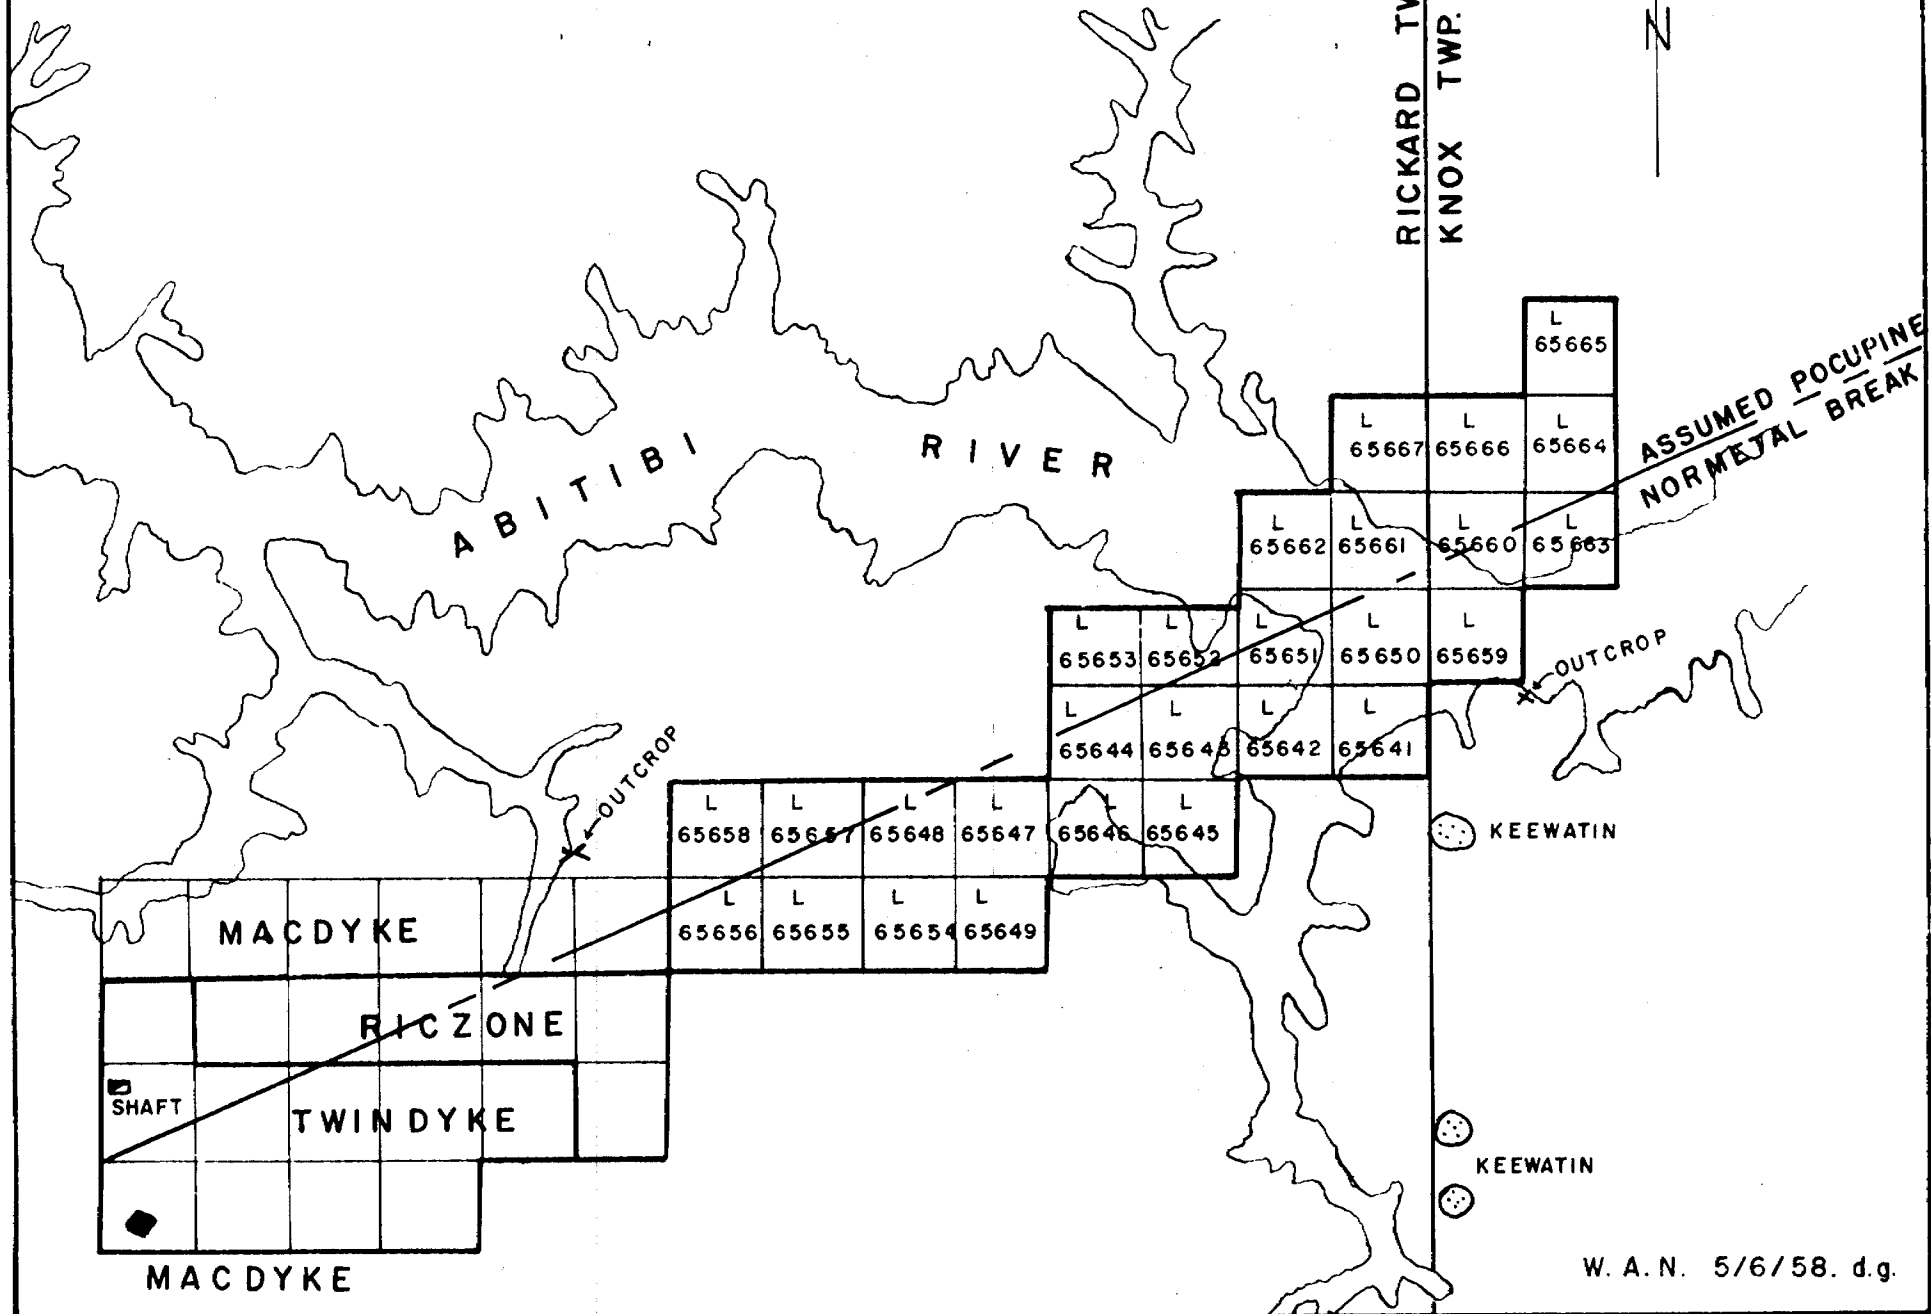 RICKARD TW
KNOX TWP.
N
L
65665
ASSUMED POCUPINE
NORMETAL BREAK
L L L
65667 65666 65664
ABITIBI RIVER
L L L L
65662 65661 65660 65663
L L L L L
65653 65652 65651 65650 65659
OUTCROP
L L L L
65644 65643 65642 65641
OUTCROP
L L L L L L
65658 65657 65648 65647 65646 65645
KEEWATIN
L L L L
65656 65655 65654 65649
MACDYKE
RICZONE
SHAFT
TWINDYKE
KEEWATIN
MACDYKE
W. A. N. 5/6/58. d.g.